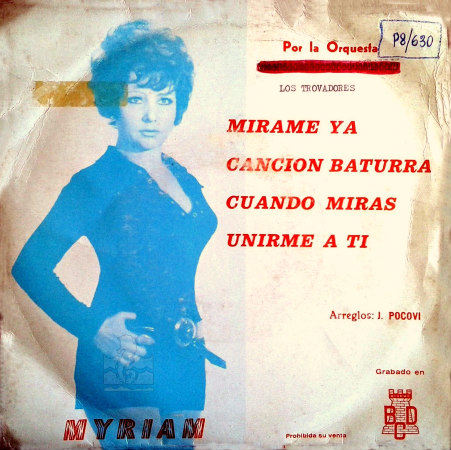 P8/630
Por la Orquesta
LOS TROVADORES
MIRAME YA
CANCION BATURRA
CUANDO MIRAS
UNIRME A TI
Arreglos: J. POCOVI
Grabado en
BCD
MYRIAM
Prohibida su venta